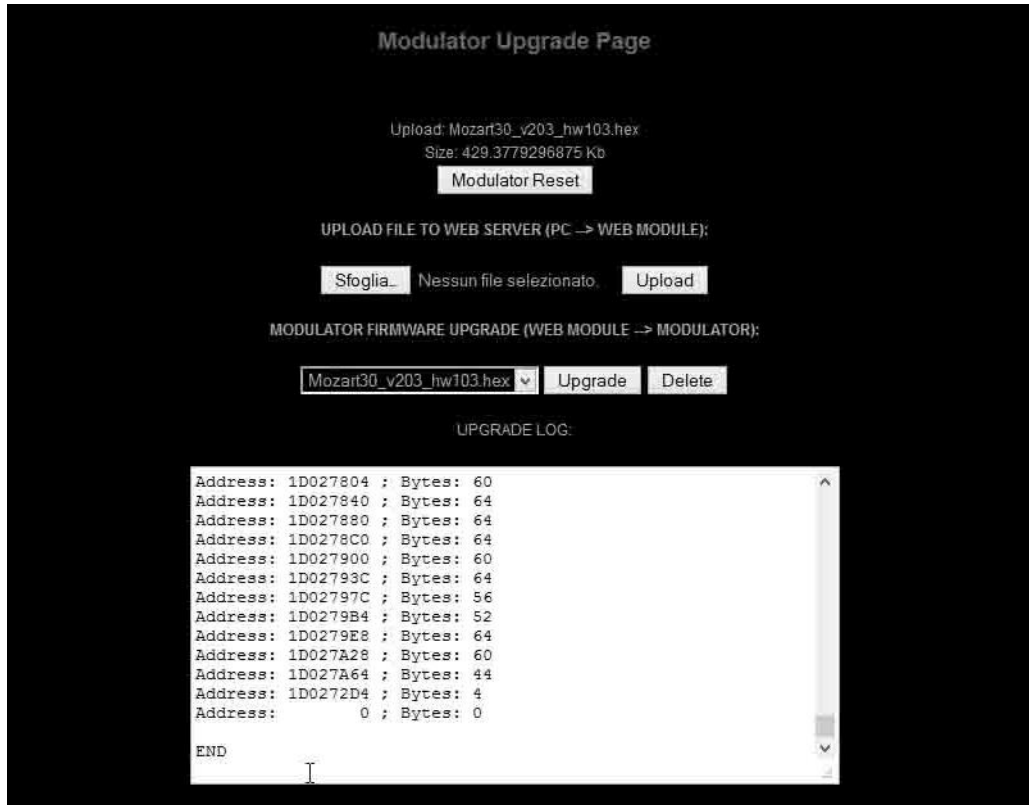 Modulator Upgrade Page
Upload: Mozart30_v203_hw103.hex
Size: 429.3779296875 Kb
Modulator Reset
UPLOAD FILE TO WEB SERVER (PC --> WEB MODULE):
Sfoglia_ Nessun file selezionato. Upload
MODULATOR FIRMWARE UPGRADE (WEB MODULE --> MODULATOR):
Mozart30_v203_hw103.hex Upgrade Delete
UPGRADE LOG:
Address: 1D027804 ; Bytes: 60
Address: 1D027840 ; Bytes: 64
Address: 1D027880 ; Bytes: 64
Address: 1D0278C0 ; Bytes: 64
Address: 1D027900 ; Bytes: 60
Address: 1D02793C ; Bytes: 64
Address: 1D02797C ; Bytes: 56
Address: 1D0279B4 ; Bytes: 52
Address: 1D0279E8 ; Bytes: 64
Address: 1D027A28 ; Bytes: 60
Address: 1D027A64 ; Bytes: 44
Address: 1D0272D4 ; Bytes: 4
Address: 0 ; Bytes: 0
END